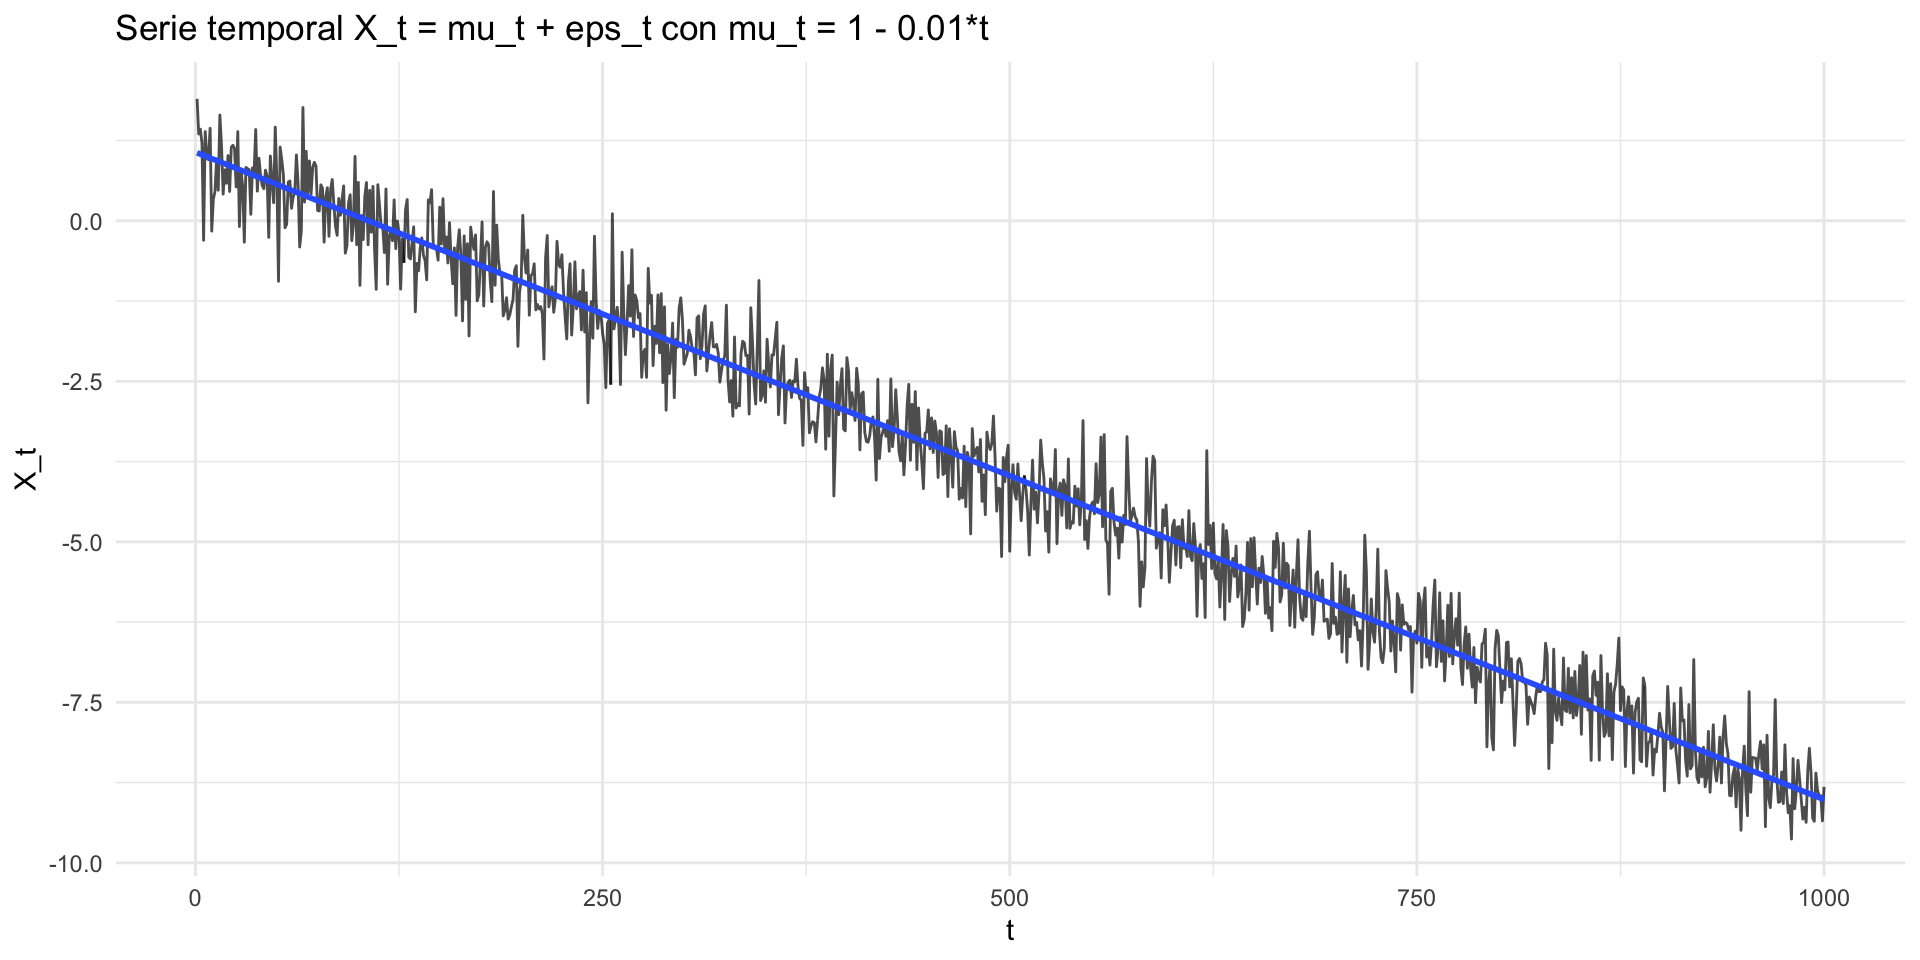 Serie temporal X_t = mu_t + eps_t con mu_t = 1 - 0.01*t
X_t
0.0
-2.5
-5.0
-7.5
-10.0
0 250 500 750 1000
t